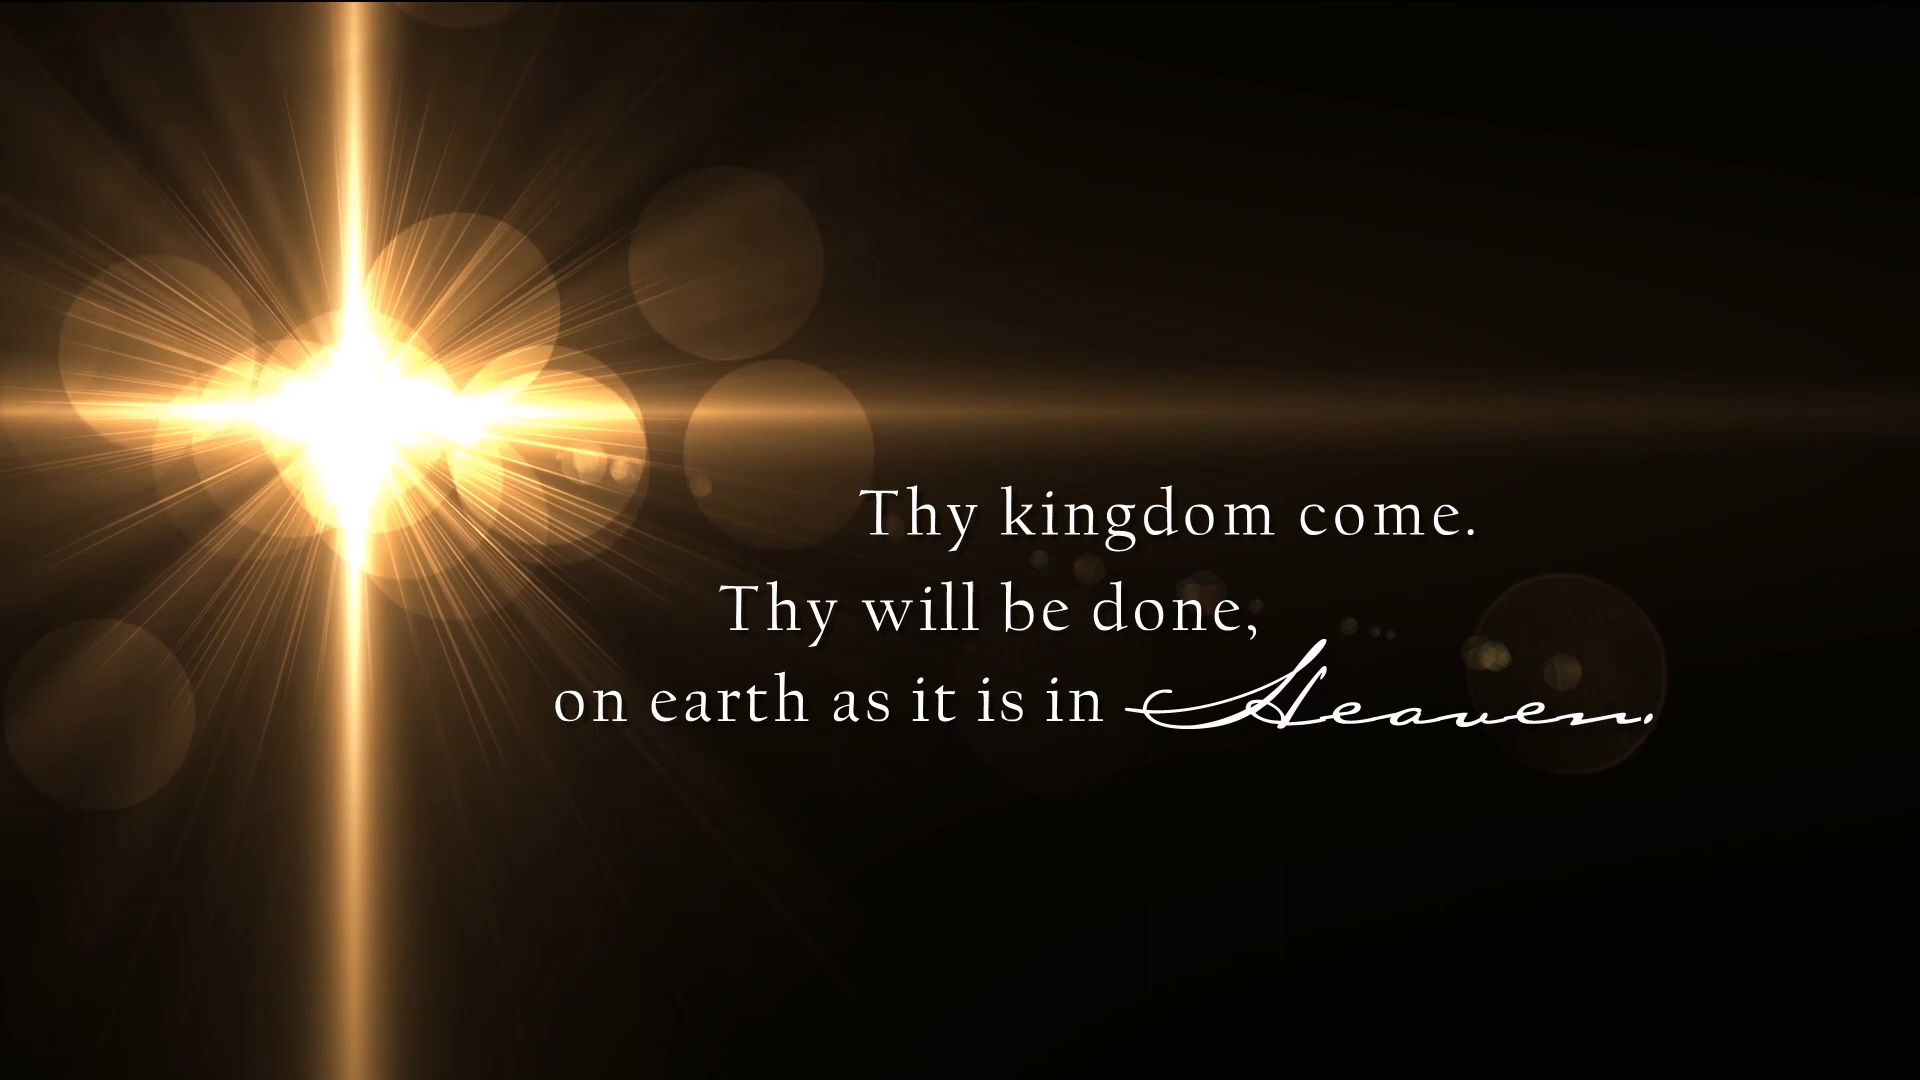 Thy kingdom come.
Thy will be done,
on earth as it is in Heaven.